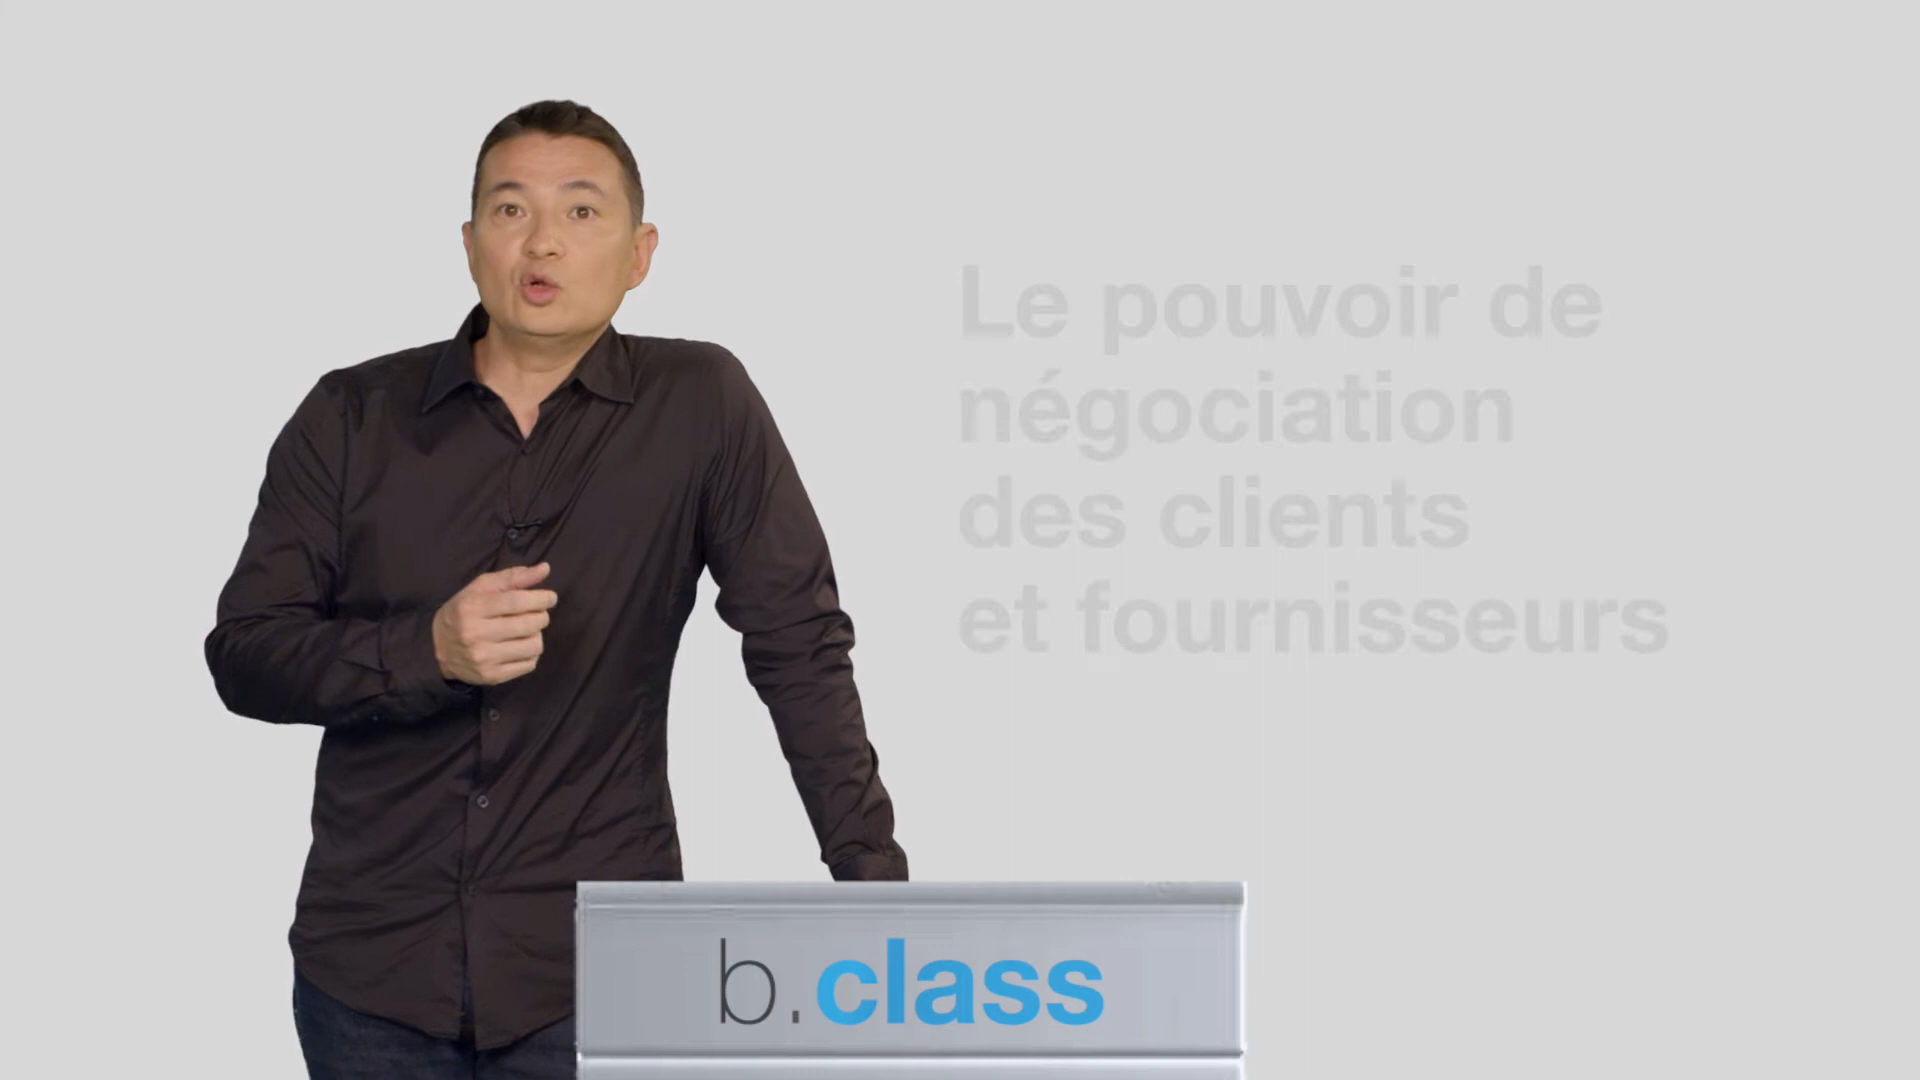 Le pouvoir de
négociation
des clients
et fournisseurs
b.class